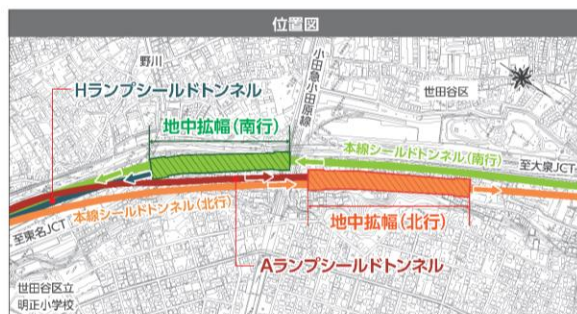 位置図
野川
小田急小田原線
世田谷区
Hランプシールドトンネル
地中拡幅(南行)
本線シールドトンネル(南行)
至大泉JCT
本線シールドトンネル(北行)
至東名JCT
地中拡幅(北行)
Aランプシールドトンネル
世田谷区立
明正小学校